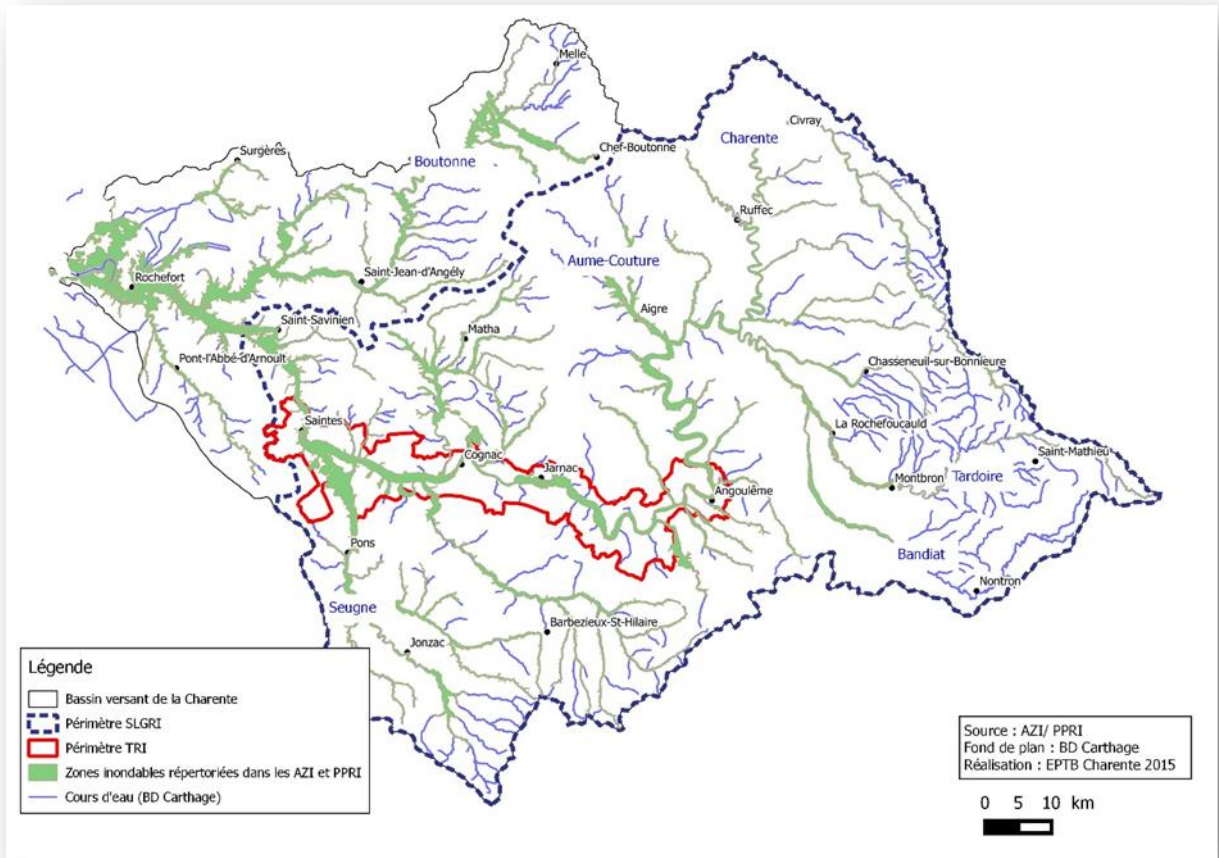 Melle
Civray
Charente
Surgères
Chef-Boutonne
Boutonne
Ruffec
Aume-Couture
Saint-Jean-d'Angély
Rochefort
Aigre
Saint-Savinien
Matha
Pont-l'Abbé-d'Arnoult
Chasseneuil-sur-Bonnieure
Saintes
La Rochefoucauld
Cognac
Saint-Mathieu
Jarnac
Tardoire
Montbron
Angoulême
Pons
Bandiat
Nontron
Seugne
Barbezieux-St-Hilaire
Jonzac
Légende
Bassin versant de la Charente
Périmètre SLGRI
Périmètre TRI
Zones inondables répertoriées dans les AZI et PPRI
Cours d'eau (BD Carthage)
Source : AZI/ PPRI
Fond de plan : BD Carthage
Réalisation : EPTB Charente 2015
0 5 10 km